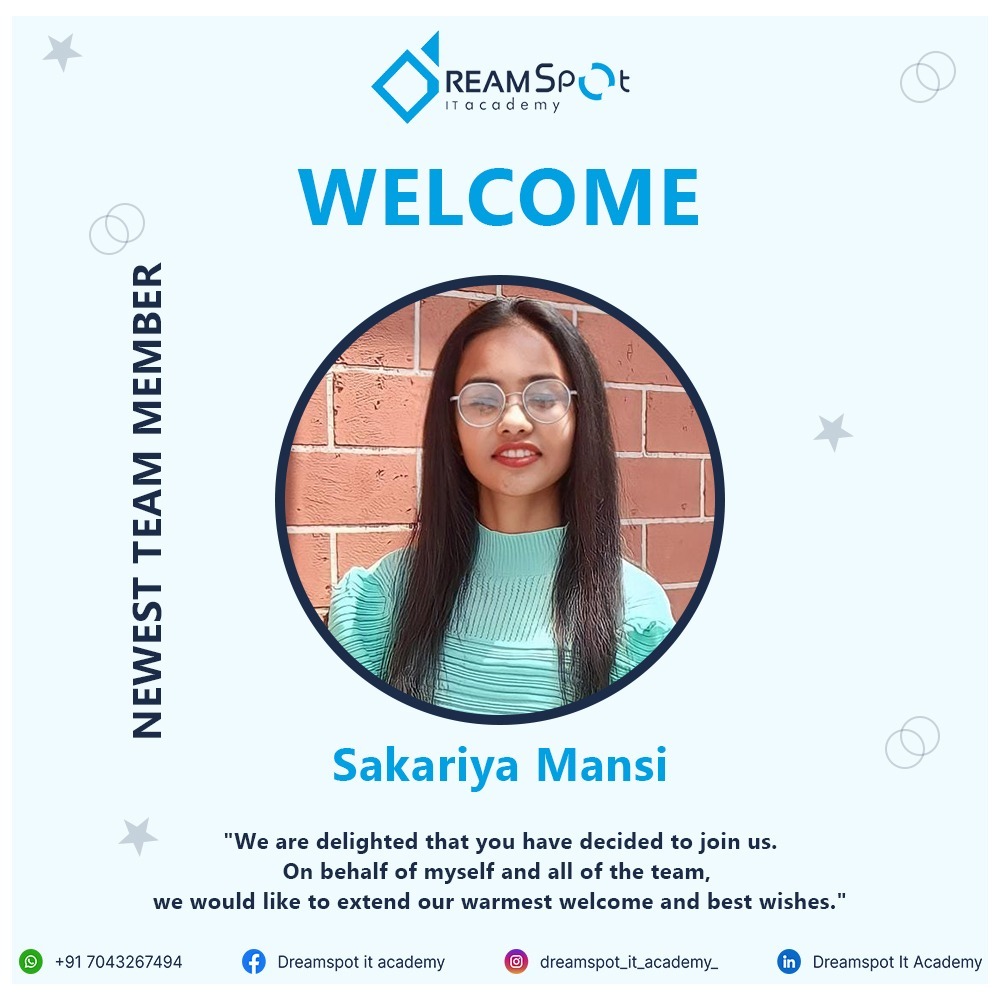 DREAMSpOt
IT academy
WELCOME
NEWEST TEAM MEMBER
Sakariya Mansi
"We are delighted that you have decided to join us.
On behalf of myself and all of the team,
we would like to extend our warmest welcome and best wishes."
+91 7043267494
Dreamspot it academy
dreamspot_it_academy_
Dreamspot It Academy